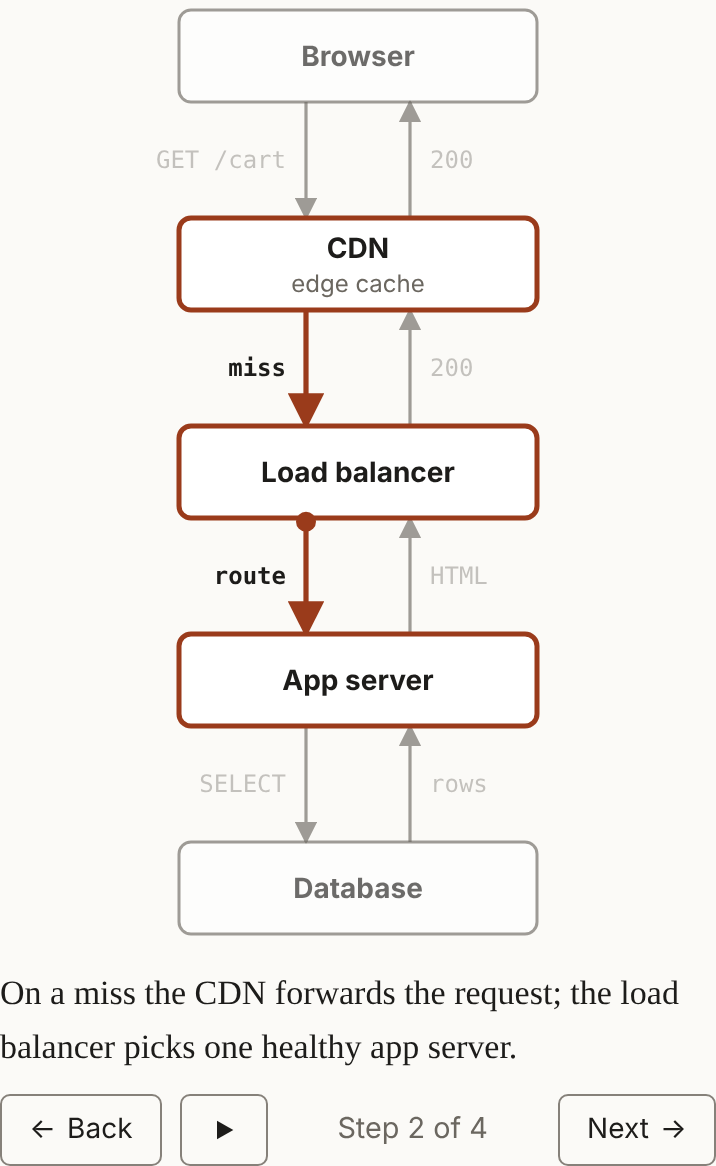 Browser
GET /cart
200
CDN
edge cache
miss
200
Load balancer
route
HTML
App server
SELECT
rows
Database
On a miss the CDN forwards the request; the load
balancer picks one healthy app server.
← Back
▶
Step 2 of 4
Next →